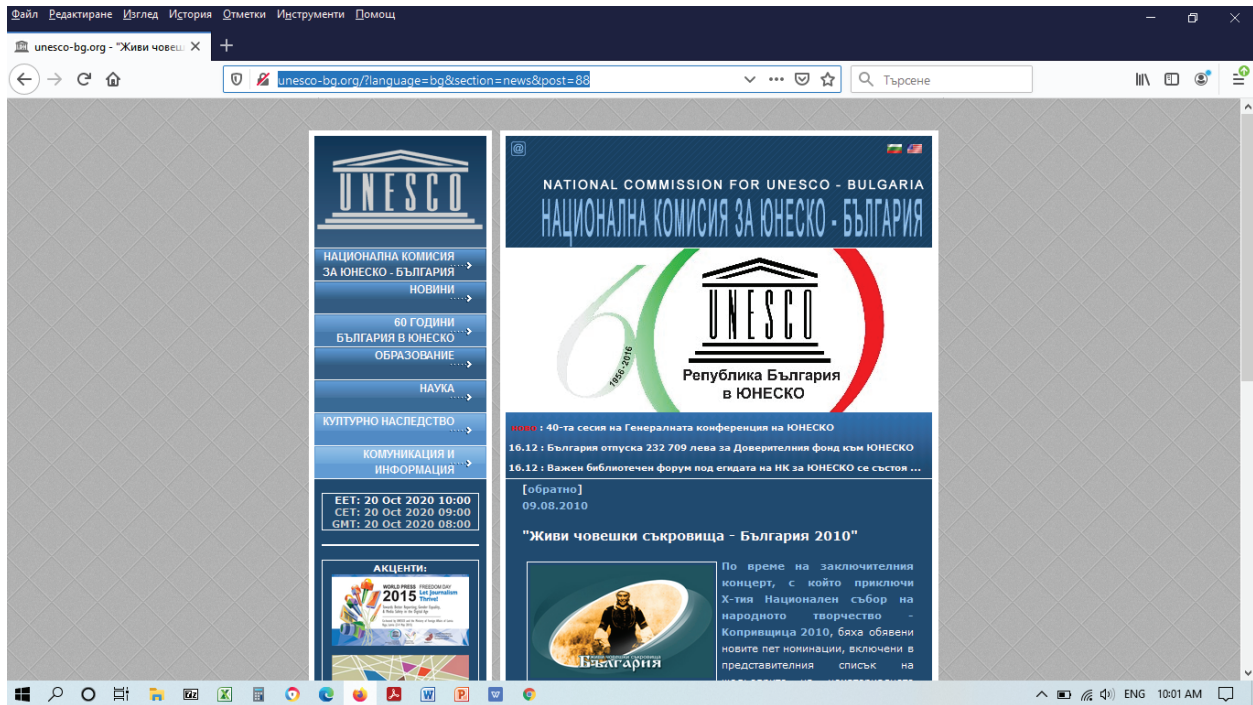 Файл Редактиране Изглед История Отметки Инструменти Помощ
unesco-bg.org - "Живи човеш
unesco-bg.org/?language=bg&section=news&post=88
Търсене
UNESCO
НАЦИОНАЛНА КОМИСИЯ
ЗА ЮНЕСКО - БЪЛГАРИЯ
НОВИНИ
60 ГОДИНИ
БЪЛГАРИЯ В ЮНЕСКО
ОБРАЗОВАНИЕ
НАУКА
КУЛТУРНО НАСЛЕДСТВО
КОМУНИКАЦИЯ И
ИНФОРМАЦИЯ
EET: 20 Oct 2020 10:00
CET: 20 Oct 2020 09:00
GMT: 20 Oct 2020 08:00
АКЦЕНТИ:
WORLD PRESS FREEDOM DAY
2015 Let Journalism
Thrive!
@
NATIONAL COMMISSION FOR UNESCO - BULGARIA
НАЦИОНАЛНА КОМИСИЯ ЗА ЮНЕСКО - БЪЛГАРИЯ
60
1956-2016
UNESCO
Република България
в ЮНЕСКО
ново : 40-та сесия на Генералната конференция на ЮНЕСКО
16.12 : България отпуска 232 709 лева за Доверителния фонд към ЮНЕСКО
16.12 : Важен библиотечен форум под егидата на НК за ЮНЕСКО се състоя ...
[обратно]
09.08.2010
"Живи човешки съкровища - България 2010"
живи човешки съкровища
България
По време на заключителния
концерт, с който приключи
Х-тия Национален събор на
народното творчество -
Копривщица 2010, бяха обявени
новите пет номинации, включени в
представителния списък на
ENG 10:01 AM